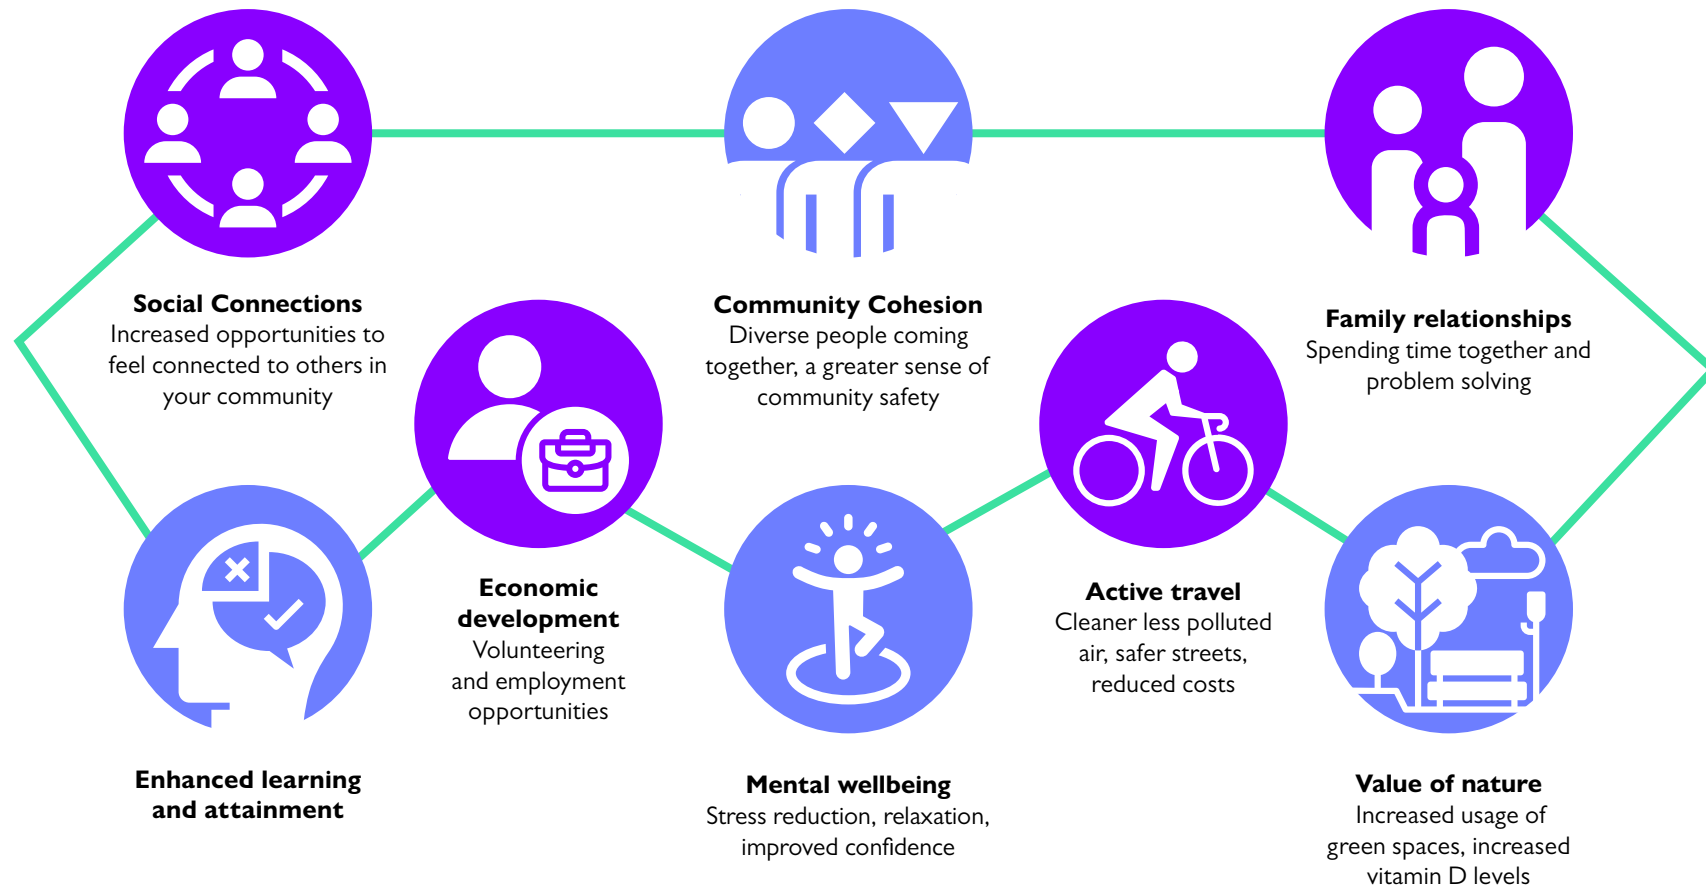 Social Connections
Increased opportunities to
feel connected to others in
your community
Community Cohesion
Diverse people coming
together, a greater sense of
community safety
Family relationships
Spending time together and
problem solving
Economic
development
Volunteering
and employment
opportunities
Active travel
Cleaner less polluted
air, safer streets,
reduced costs
Enhanced learning
and attainment
Mental wellbeing
Stress reduction, relaxation,
improved confidence
Value of nature
Increased usage of
green spaces, increased
vitamin D levels